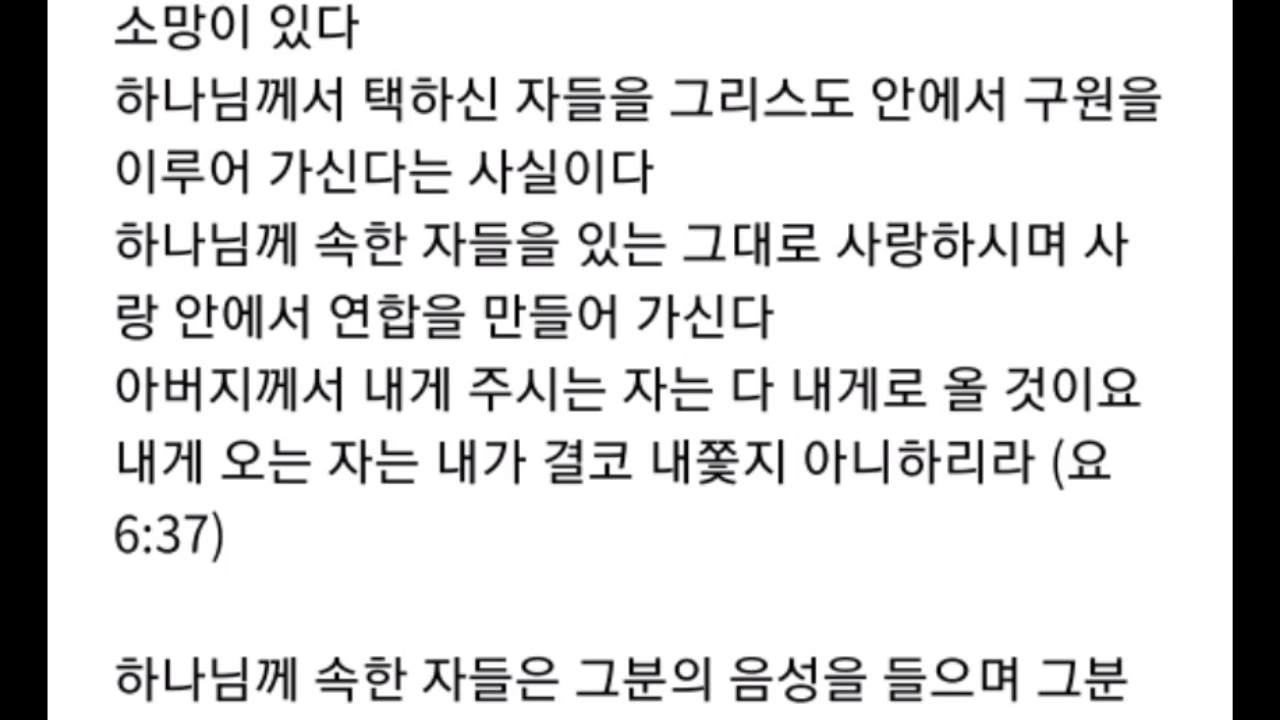 소망이 있다
하나님께서 택하신 자들을 그리스도 안에서 구원을
이루어 가신다는 사실이다
하나님께 속한 자들을 있는 그대로 사랑하시며 사
랑 안에서 연합을 만들어 가신다
아버지께서 내게 주시는 자는 다 내게로 올 것이요
내게 오는 자는 내가 결코 내쫓지 아니하리라 (요
6:37)
하나님께 속한 자들은 그분의 음성을 들으며 그분